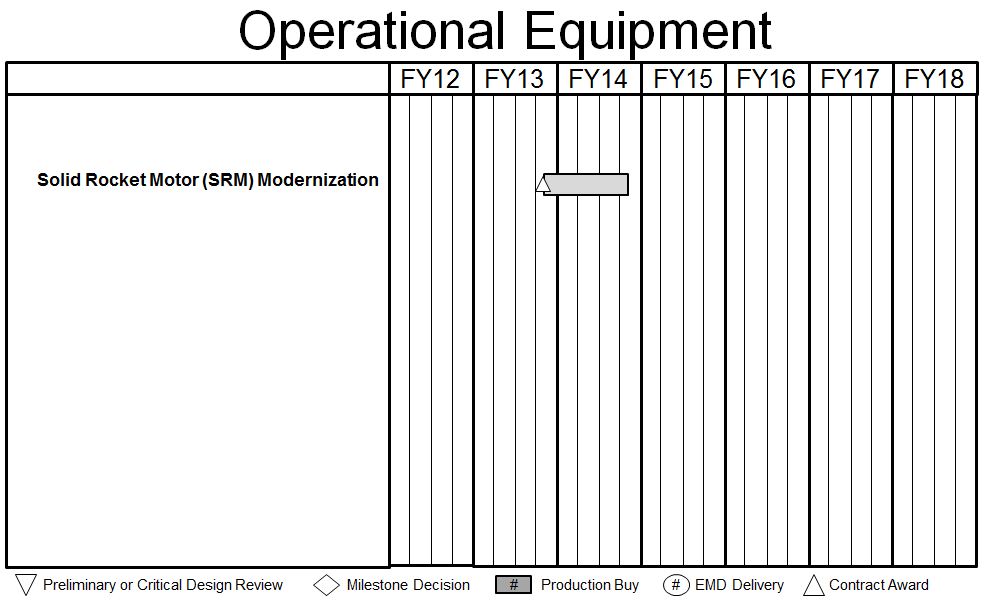 Operational Equipment
FY12 FY13 FY14 FY15 FY16 FY17 FY18
Solid Rocket Motor (SRM) Modernization
Preliminary or Critical Design Review Milestone Decision # Production Buy # EMD Delivery Contract Award